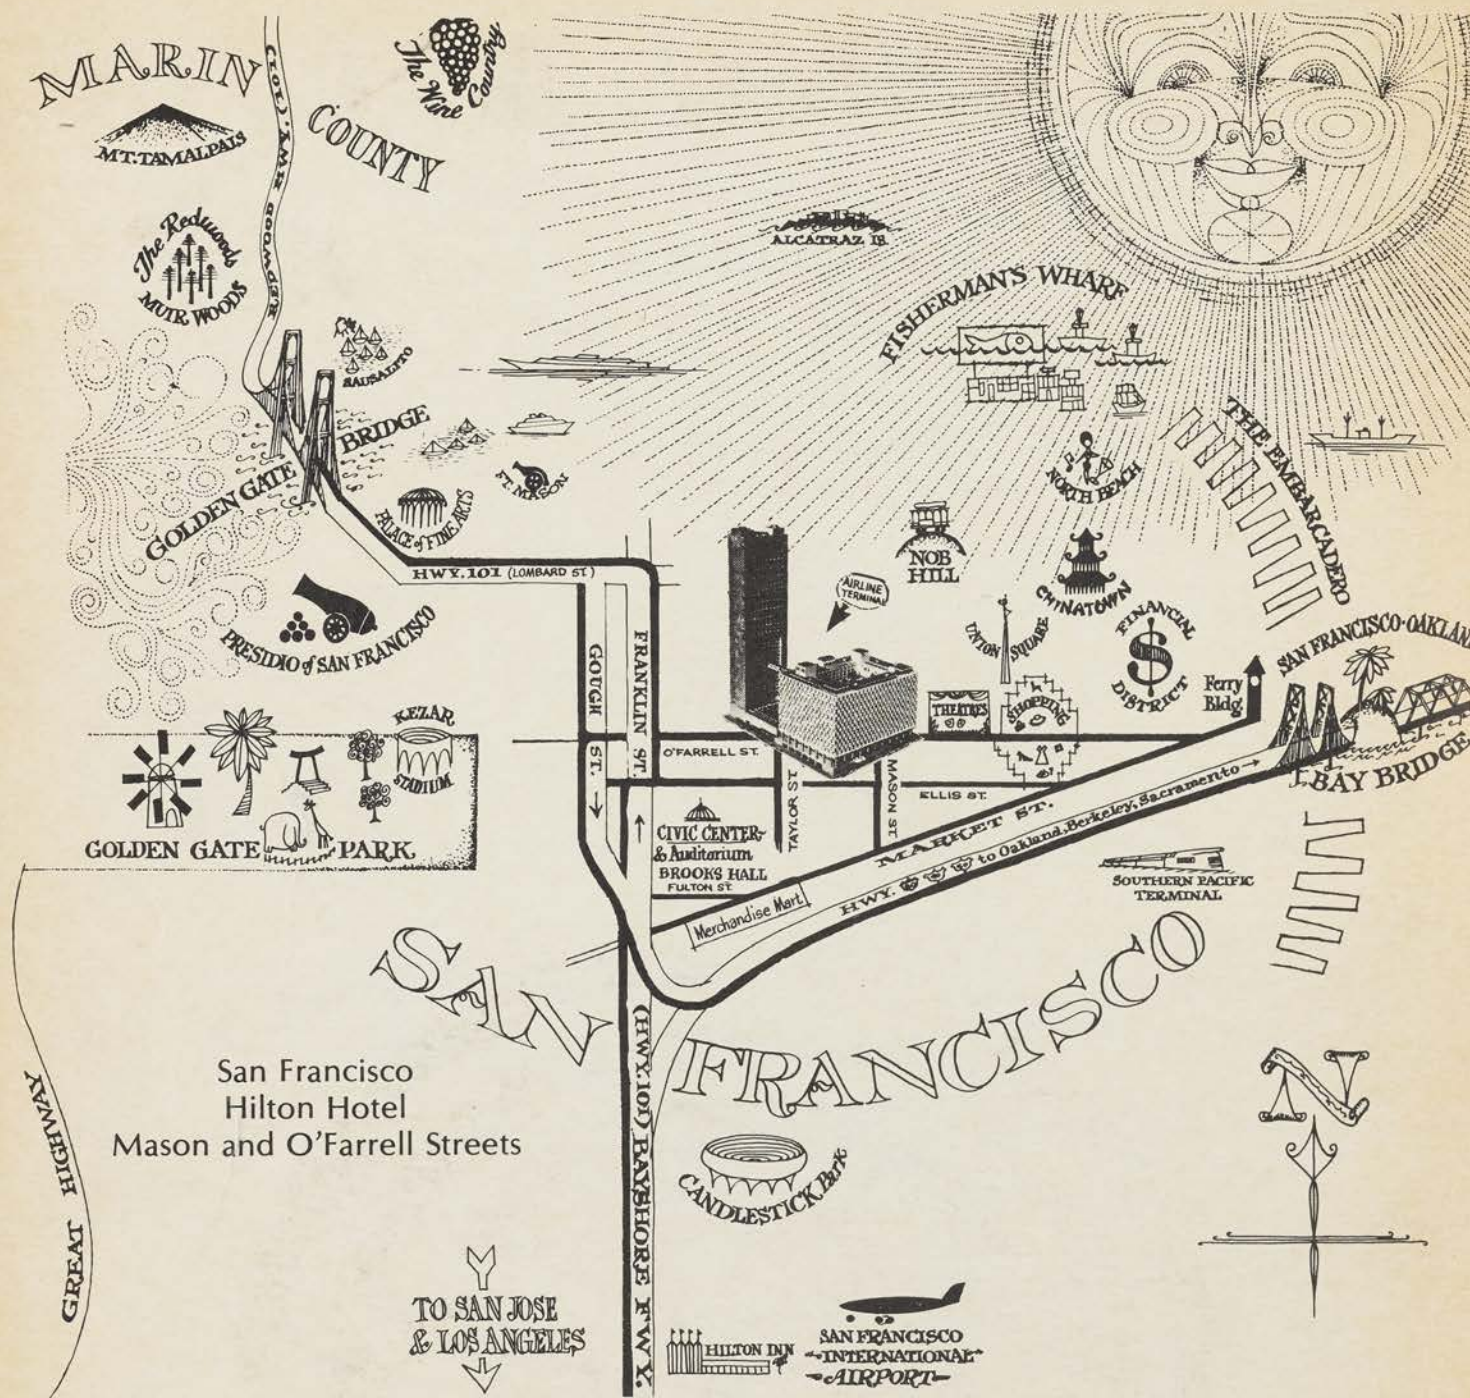 MARIN
COUNTY
The Wine
Country
MT. TAMALPAIS
REDWOOD HWY. (101)
The Redwoods
MUIR WOODS
SAUSALITO
GOLDEN GATE
BRIDGE
ALCATRAZ IS.
FISHERMAN'S WHARF
THE EMBARCADERO
NORTH BEACH
FT. MASON
PALACE of FINE ARTS
HWY. 101 (LOMBARD ST.)
PRESIDIO of SAN FRANCISCO
AIRLINE
TERMINAL
NOB
HILL
CHINATOWN
UNION SQUARE
FINANCIAL
$
DISTRICT
Ferry
Bldg.
SAN FRANCISCO-OAKLAND
BAY BRIDGE
GOUGH ST.
FRANKLIN ST.
THEATRES
SHOPPING
O'FARRELL ST.
TAYLOR ST.
MASON ST.
ELLIS ST.
MARKET ST.
HWY. to Oakland, Berkeley, Sacramento
KEZAR
STADIUM
GOLDEN GATE PARK
CIVIC CENTER
& Auditorium
BROOKS HALL
FULTON ST.
Merchandise Mart
SOUTHERN PACIFIC
TERMINAL
SAN FRANCISCO
San Francisco
Hilton Hotel
Mason and O'Farrell Streets
(HWY. 101) BAYSHORE FWY.
GREAT HIGHWAY
CANDLESTICK Park
N
TO SAN JOSE
& LOS ANGELES
HILTON INN
SAN FRANCISCO
INTERNATIONAL
AIRPORT